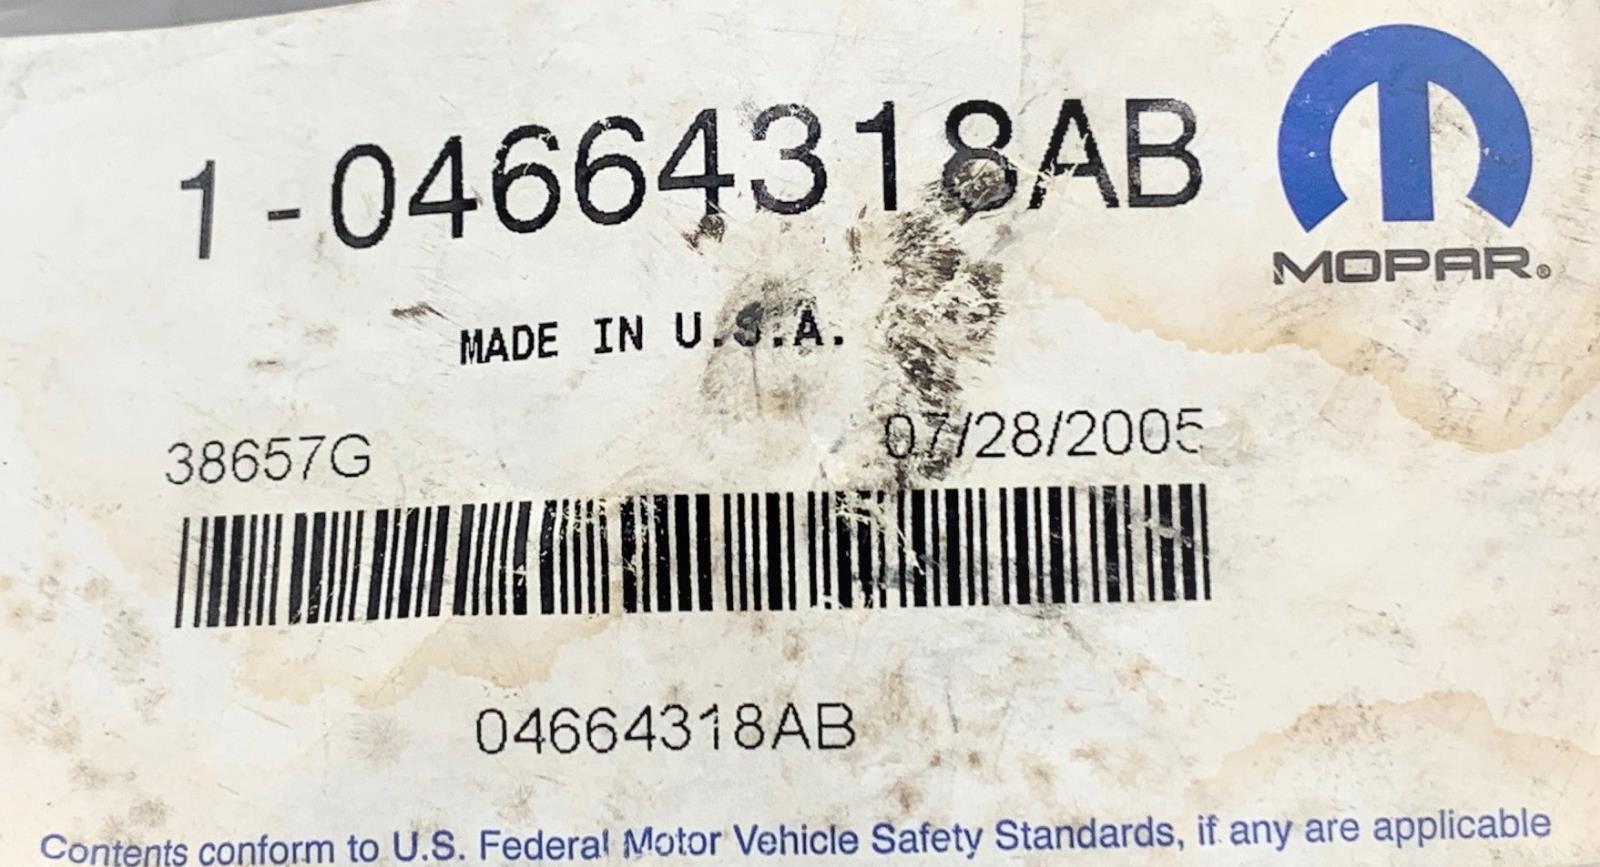 1-04664318AB
MOPAR®
MADE IN U.S.A.
38657G 07/28/2005
04664318AB
Contents conform to U.S. Federal Motor Vehicle Safety Standards, if any are applicable